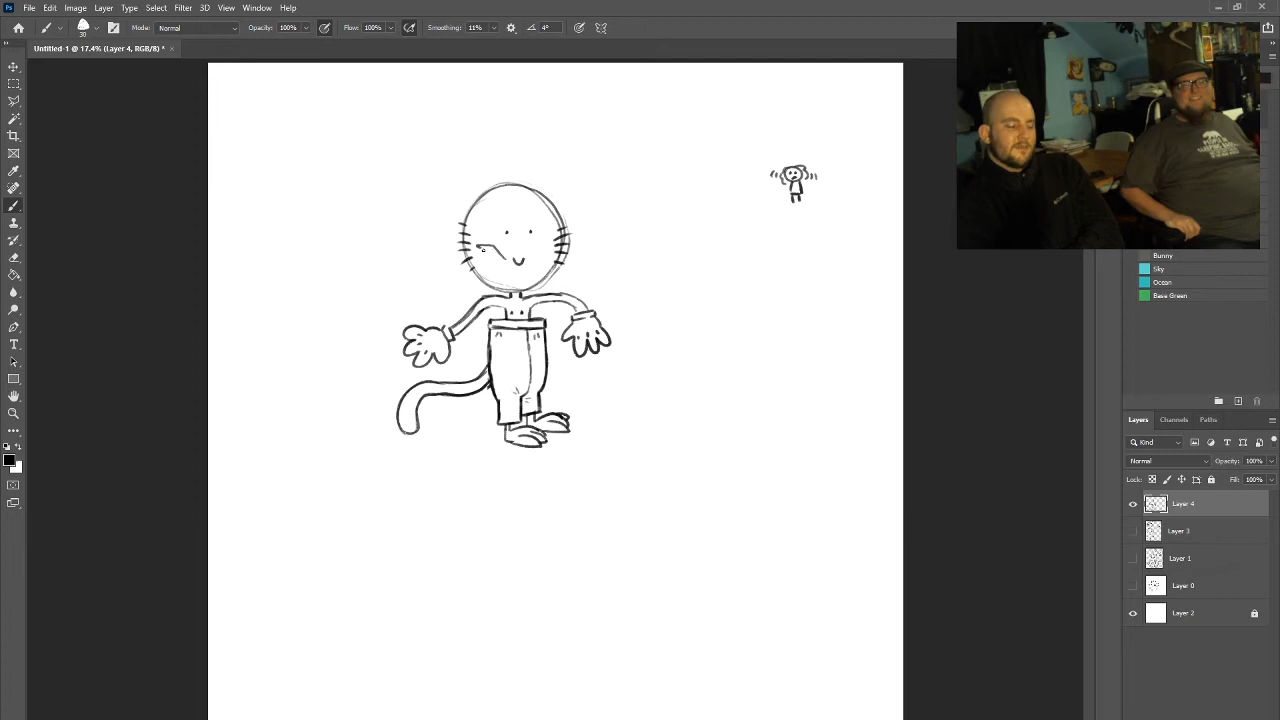 File Edit Image Layer Type Select Filter 3D View Window Help
30 Mode: Normal Opacity: 100% Flow: 100% Smoothing: 11% 4°
Untitled-1 @ 17.4% (Layer 4, RGB/8) *
Bunny
Sky
Ocean
Base Green
Layers Channels Paths
Kind
Normal Opacity: 100%
Lock: Fill: 100%
Layer 4
Layer 3
Layer 1
Layer 0
Layer 2